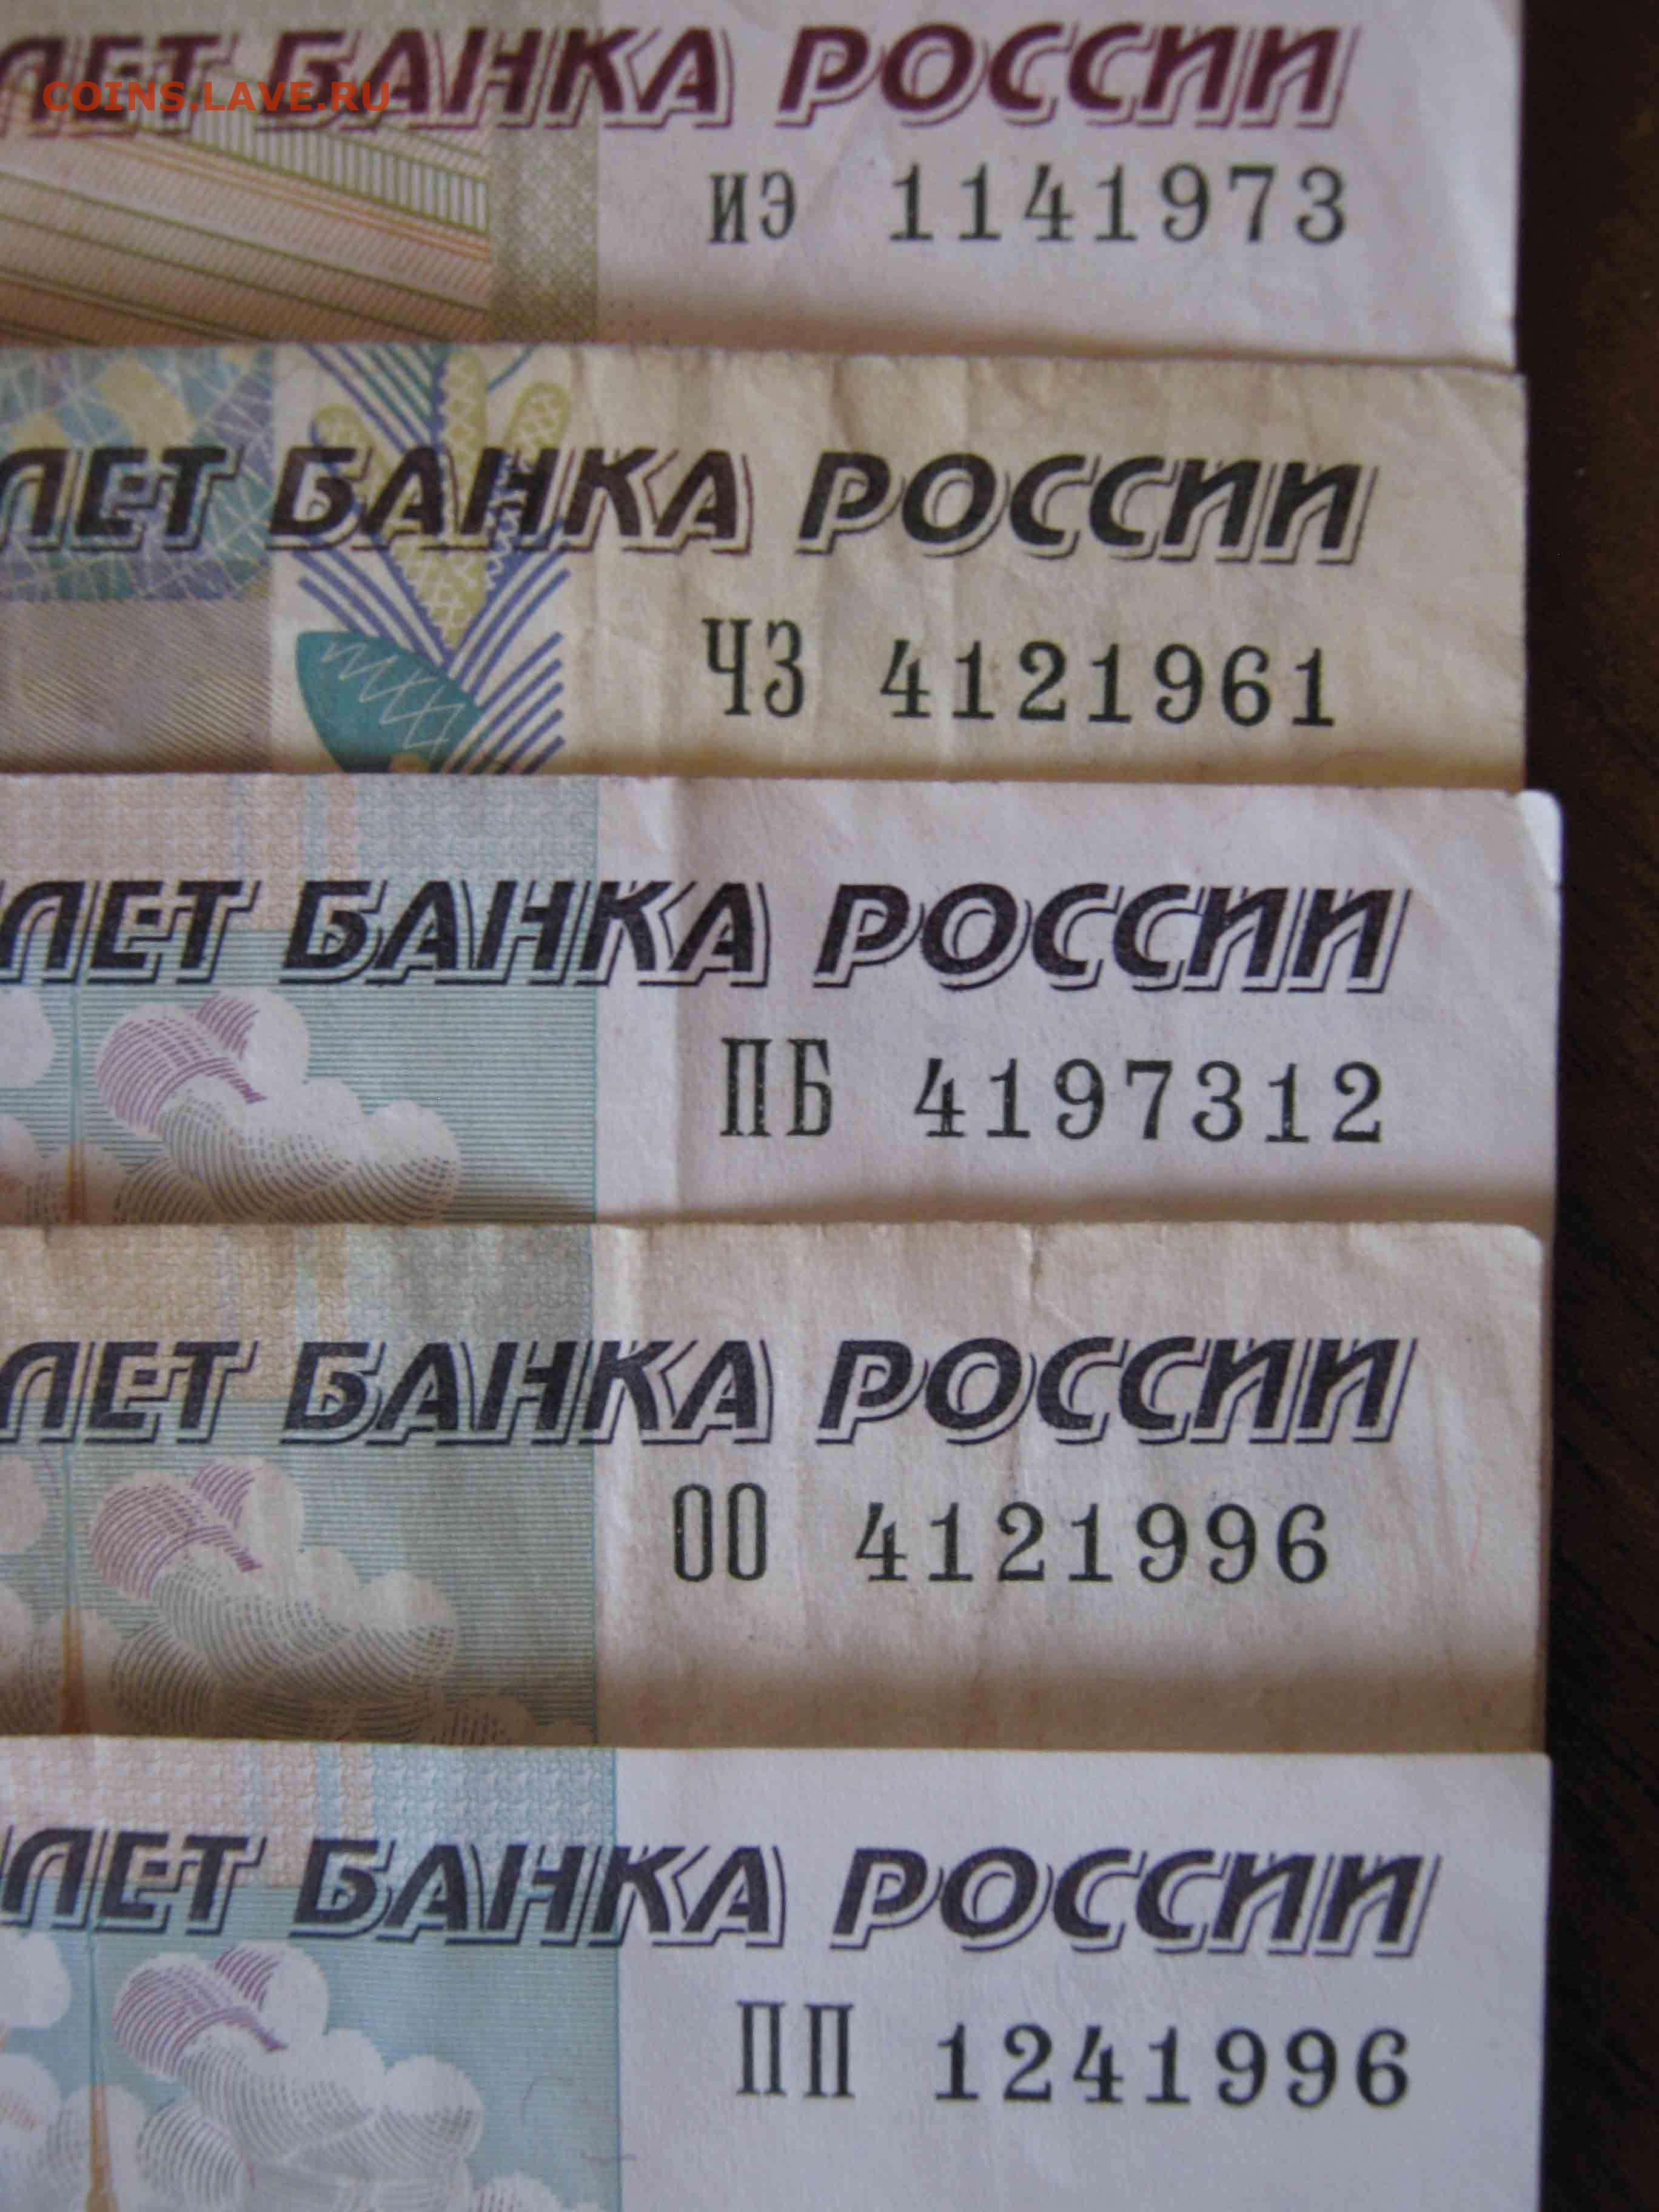 ЛЕТ БАНКА РОССИИ
COINS.LAVE.RU
ИЭ 1141973
ЛЕТ БАНКА РОССИИ
ЧЗ 4121961
ЛЕТ БАНКА РОССИИ
ПБ 4197312
ЛЕТ БАНКА РОССИИ
ОО 4121996
ЛЕТ БАНКА РОССИИ
ПП 1241996